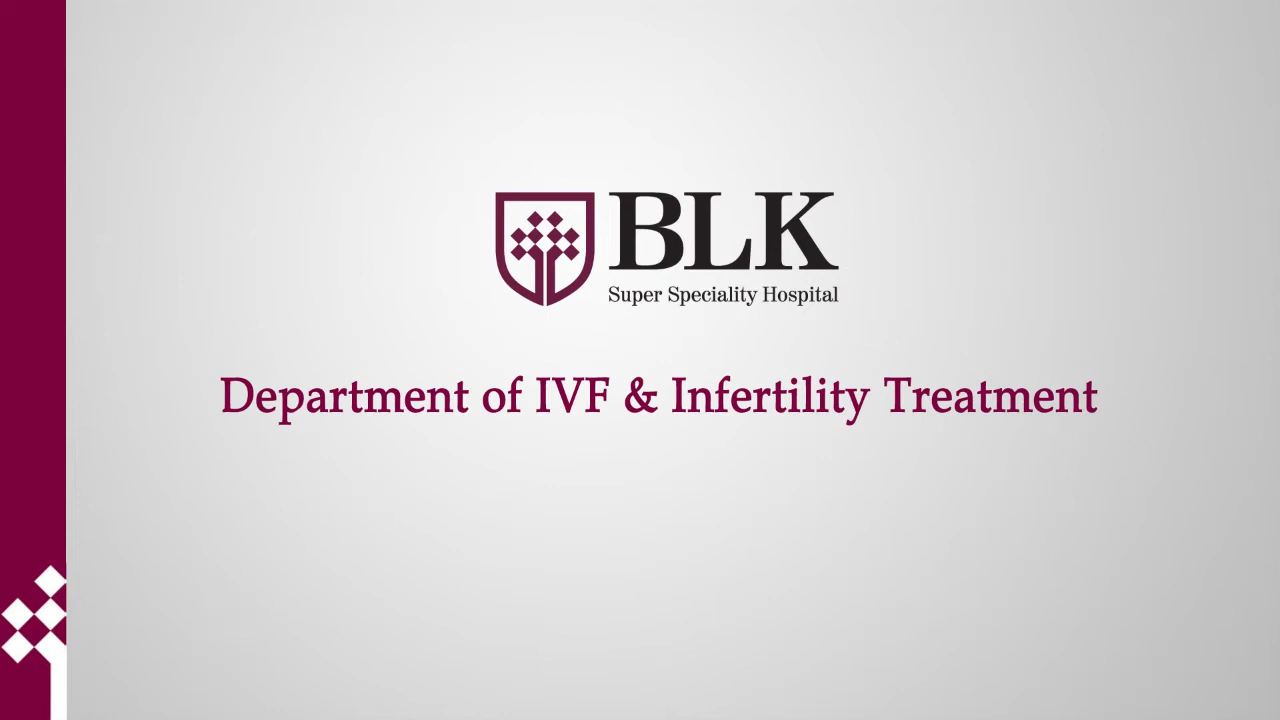 BLK
Super Speciality Hospital
Department of IVF & Infertility Treatment